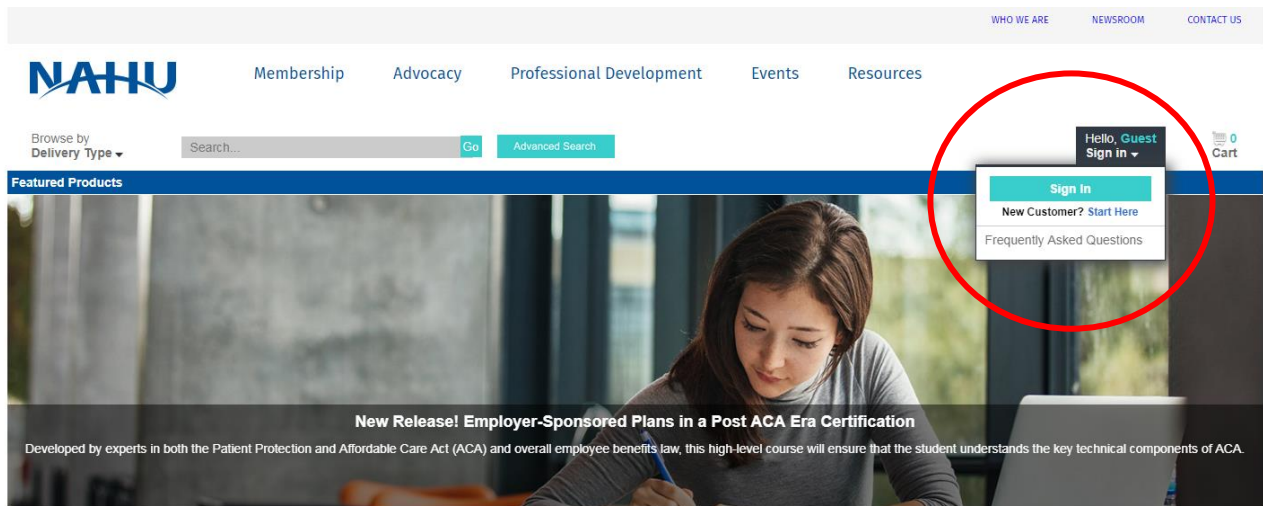 WHO WE ARE NEWSROOM CONTACT US
NAHU Membership Advocacy Professional Development Events Resources
Browse by
Delivery Type
Search... Go Advanced Search
Hello, Guest
Sign in
0
Cart
Featured Products
Sign In
New Customer? Start Here
Frequently Asked Questions
New Release! Employer-Sponsored Plans in a Post ACA Era Certification
Developed by experts in both the Patient Protection and Affordable Care Act (ACA) and overall employee benefits law, this high-level course will ensure that the student understands the key technical components of ACA.